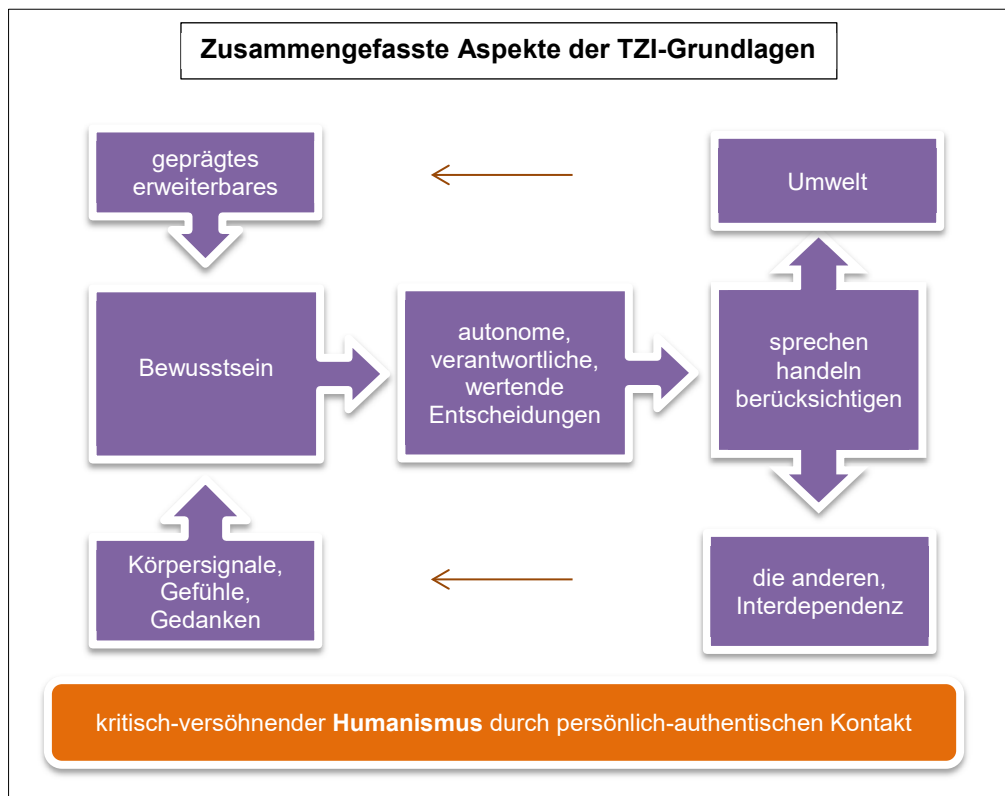 Zusammengefasste Aspekte der TZI-Grundlagen
geprägtes
erweiterbares
Umwelt
Bewusstsein
autonome,
verantwortliche,
wertende
Entscheidungen
sprechen
handeln
berücksichtigen
Körpersignale,
Gefühle,
Gedanken
die anderen,
Interdependenz
kritisch-versöhnender Humanismus durch persönlich-authentischen Kontakt